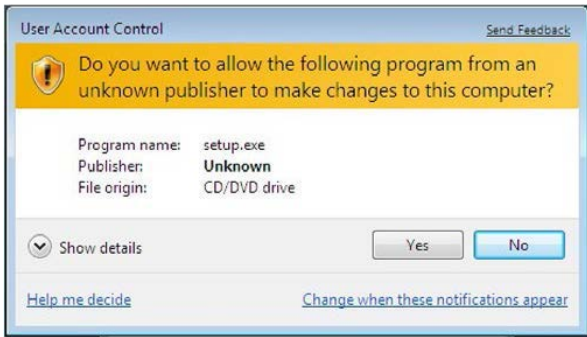 User Account Control
Send Feedback
Do you want to allow the following program from an
unknown publisher to make changes to this computer?
Program name: setup.exe
Publisher: Unknown
File origin: CD/DVD drive
Show details
Yes
No
Help me decide
Change when these notifications appear